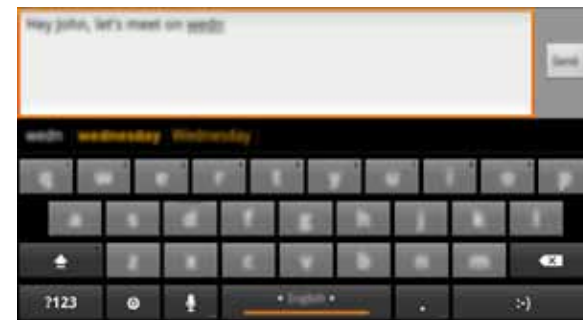 Hey John, let's meet on wedn
Send
wedn wednesday Wednesday
q w e r t y u i o p
a s d f g h j k l
z x c v b n m
?123 • English • . :-)